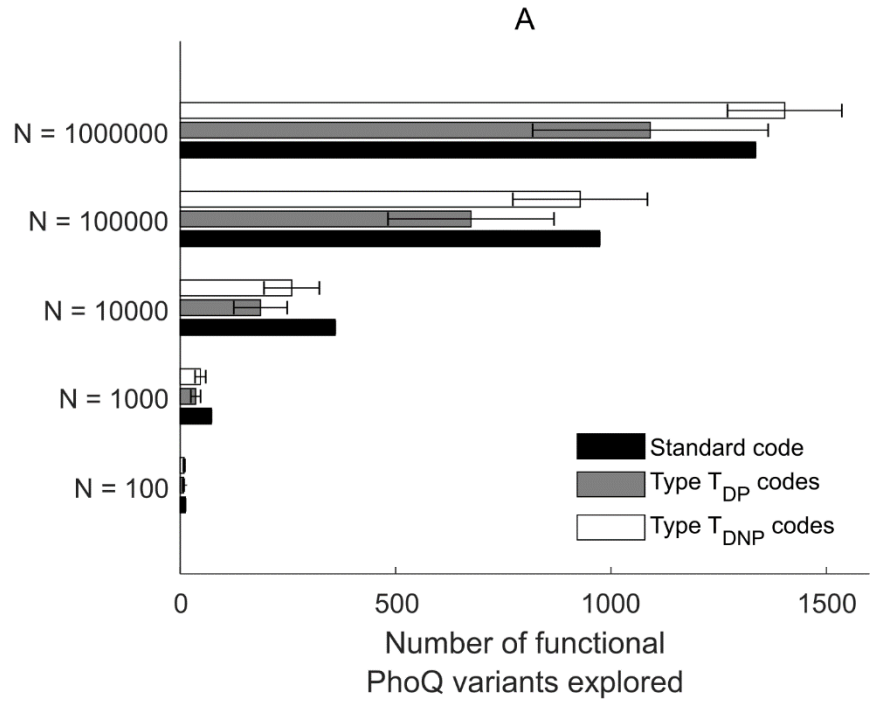 A
N = 1000000
N = 100000
N = 10000
N = 1000
N = 100
Standard code
Type T_DP codes
Type T_DNP codes
0 500 1000 1500
Number of functional
PhoQ variants explored